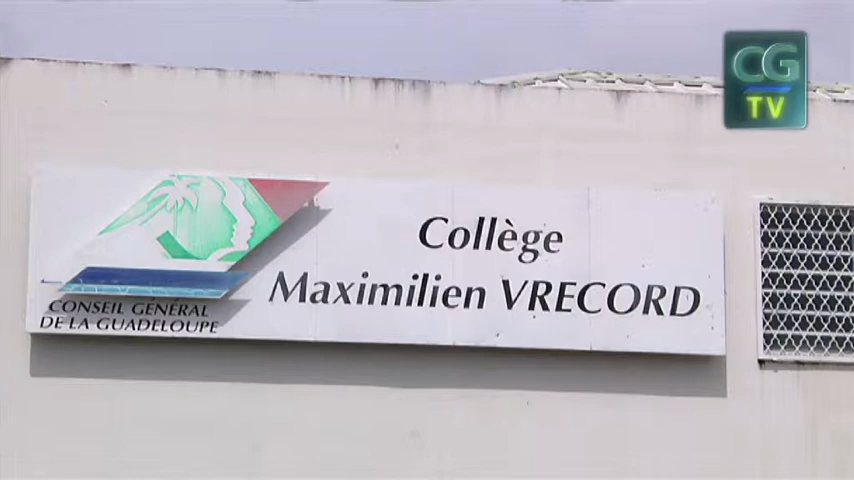 CG
TV
Collège
Maximilien VRECORD
CONSEIL GÉNÉRAL
DE LA GUADELOUPE